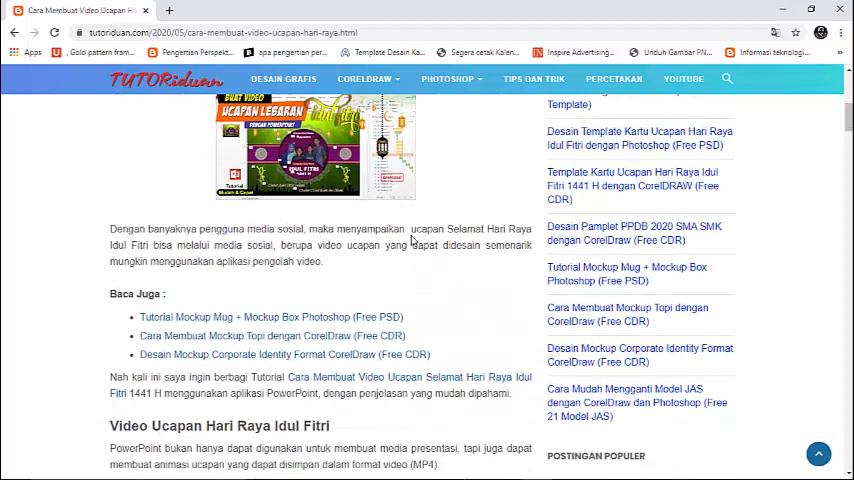 Cara Membuat Video Ucapan Ha
tutoriduan.com/2020/05/cara-membuat-video-ucapan-hari-raya.html
Apps
, Gold pattern fram...
Pengertian Perspekt...
apa pengertian per...
Template Desain Ka...
Segera cetak Kalen...
Inspire Advertising...
Unduh Gambar PN...
Informasi teknologi...
TUTORiduan
DESAIN GRAFIS
CORELDRAW
PHOTOSHOP
TIPS DAN TRIK
PERCETAKAN
YOUTUBE
BUAT VIDEO
UCAPAN LEBARAN
DENGAN POWERPOINT
IDUL FITRI
1441 H
Tutorial
Mudah & Cepat
Dengan banyaknya pengguna media sosial, maka menyampaikan ucapan Selamat Hari Raya
Idul Fitri bisa melalui media sosial, berupa video ucapan yang dapat didesain semenarik
mungkin menggunakan aplikasi pengolah video.
Baca Juga :
Tutorial Mockup Mug + Mockup Box Photoshop (Free PSD)
Cara Membuat Mockup Topi dengan CorelDraw (Free CDR)
Desain Mockup Corporate Identity Format CorelDraw (Free CDR)
Nah kali ini saya ingin berbagi Tutorial Cara Membuat Video Ucapan Selamat Hari Raya Idul
Fitri 1441 H menggunakan aplikasi PowerPoint, dengan penjelasan yang mudah dipahami.
Video Ucapan Hari Raya Idul Fitri
PowerPoint bukan hanya dapat digunakan untuk membuat media presentasi, tapi juga dapat
membuat animasi ucapan yang dapat disimpan dalam format video (MP4).
Template)
Desain Template Kartu Ucapan Hari Raya
Idul Fitri dengan Photoshop (Free PSD)
Template Kartu Ucapan Hari Raya Idul
Fitri 1441 H dengan CorelDRAW (Free
CDR)
Desain Pamplet PPDB 2020 SMA SMK
dengan CorelDraw (Free CDR)
Tutorial Mockup Mug + Mockup Box
Photoshop (Free PSD)
Cara Membuat Mockup Topi dengan
CorelDraw (Free CDR)
Desain Mockup Corporate Identity Format
CorelDraw (Free CDR)
Cara Mudah Mengganti Model JAS
dengan CorelDraw dan Photoshop (Free
21 Model JAS)
POSTINGAN POPULER